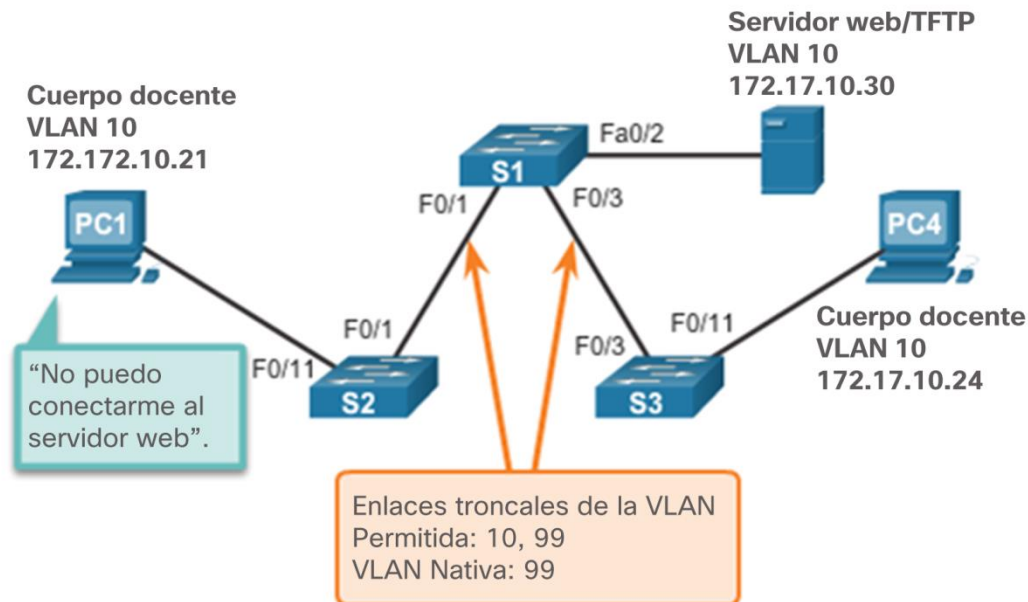 Servidor web/TFTP
VLAN 10
172.17.10.30
Cuerpo docente
VLAN 10
172.172.10.21
Fa0/2
S1
F0/1
F0/3
PC1
PC4
F0/1
F0/11
F0/3
F0/11
S2
S3
Cuerpo docente
VLAN 10
172.17.10.24
“No puedo
conectarme al
servidor web”.
Enlaces troncales de la VLAN
Permitida: 10, 99
VLAN Nativa: 99